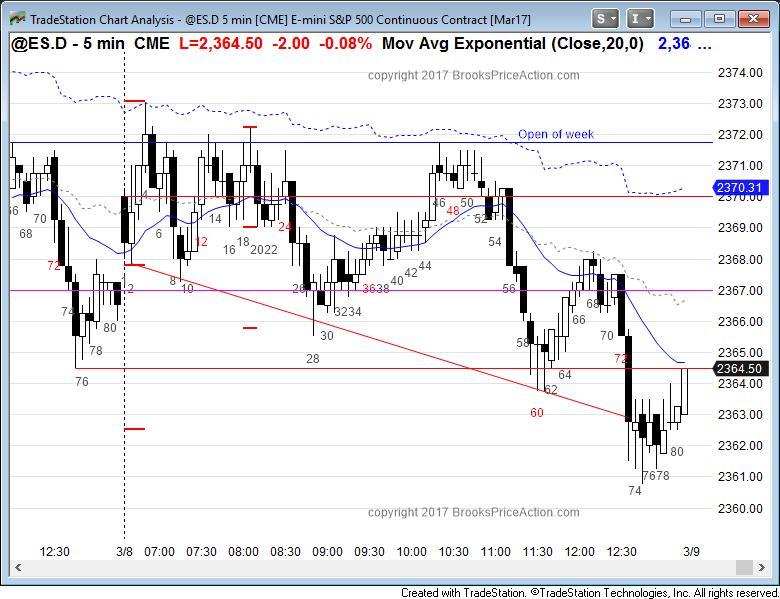 TradeStation Chart Analysis - @ES.D 5 min [CME] E-mini S&P 500 Continuous Contract [Mar17]
S I
@ES.D - 5 min CME L=2,364.50 -2.00 -0.08% Mov Avg Exponential (Close,20,0) 2,36 ...
copyright 2017 BrooksPriceAction.com
2374.00
2373.00
Open of week
2372.00
2371.00
2370.31
2370.00
2369.00
2368.00
2367.00
2366.00
2365.00
2364.50
2364.00
2363.00
2362.00
2361.00
2360.00
66 68 70 72 74 76 78 80
2 4 6 8 10 12 14 16 18 2022 24 26 28 30 3234 3638 40 42 44 46 48 50 52 54 56 58 60 62 64 66 68 70 72 74 7678 80
copyright 2017 BrooksPriceAction.com
12:30 3/8 07:00 07:30 08:00 08:30 09:00 09:30 10:00 10:30 11:00 11:30 12:00 12:30 3/9
Created with TradeStation. ©TradeStation Technologies, Inc. All rights reserved.